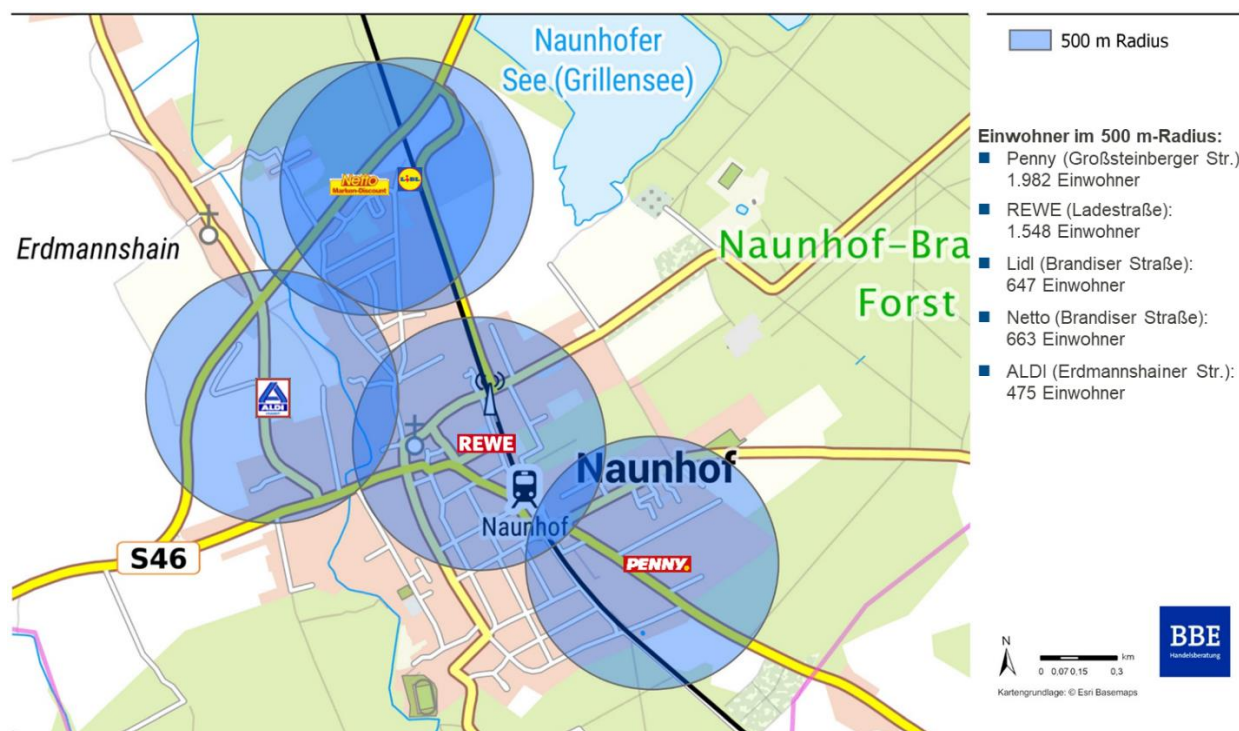 Naunhofer
See (Grillensee)
Netto
Marken-Discount
LIDL
Erdmannshain
Naunhof-Bra
Forst
ALDI
REWE
Naunhof
Naunhof
PENNY.
S46
500 m Radius
Einwohner im 500 m-Radius:
Penny (Großsteinberger Str.)
1.982 Einwohner
REWE (Ladestraße):
1.548 Einwohner
Lidl (Brandiser Straße):
647 Einwohner
Netto (Brandiser Straße):
663 Einwohner
ALDI (Erdmannshainer Str.):
475 Einwohner
N
km
0 0,07 0,15 0,3
Kartengrundlage: © Esri Basemaps
BBE
Handelsberatung